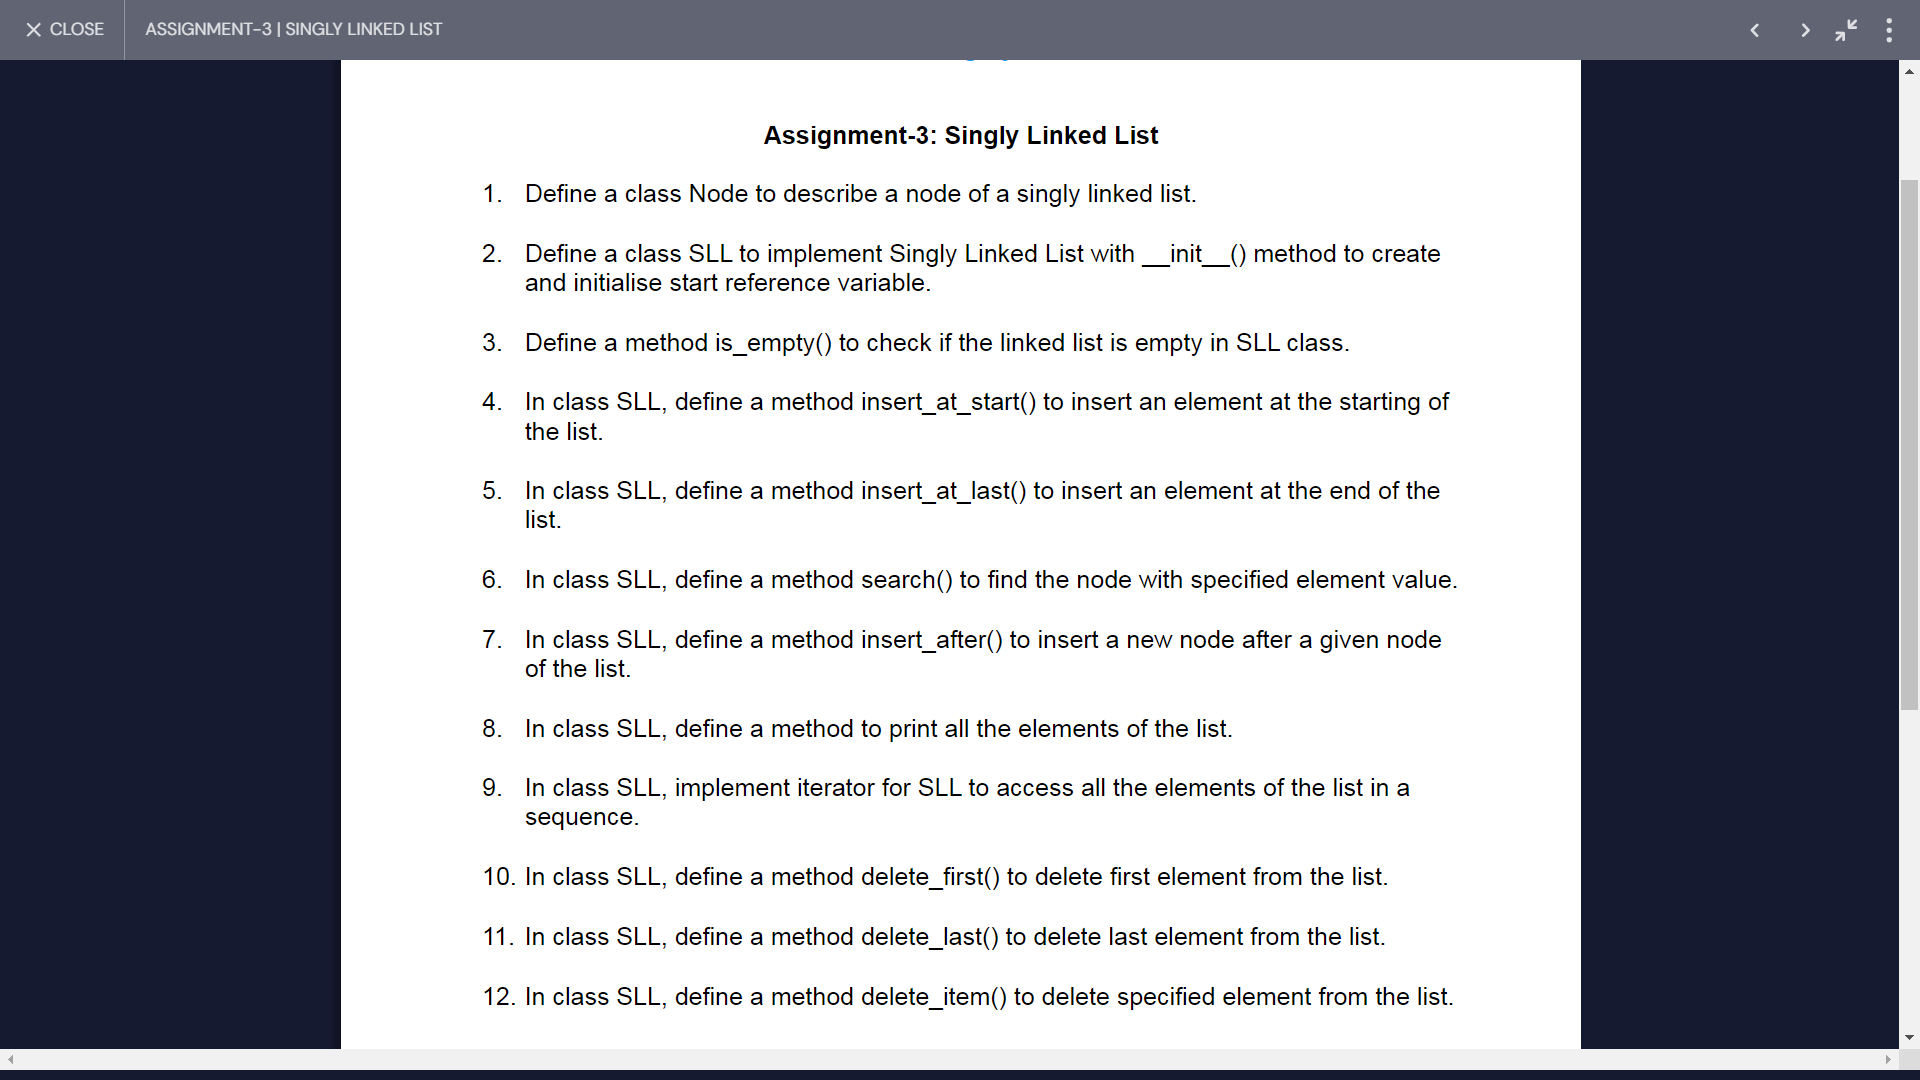 CLOSE
ASSIGNMENT-3 | SINGLY LINKED LIST
Assignment-3: Singly Linked List
1. Define a class Node to describe a node of a singly linked list.
2. Define a class SLL to implement Singly Linked List with __init__() method to create
and initialise start reference variable.
3. Define a method is_empty() to check if the linked list is empty in SLL class.
4. In class SLL, define a method insert_at_start() to insert an element at the starting of
the list.
5. In class SLL, define a method insert_at_last() to insert an element at the end of the
list.
6. In class SLL, define a method search() to find the node with specified element value.
7. In class SLL, define a method insert_after() to insert a new node after a given node
of the list.
8. In class SLL, define a method to print all the elements of the list.
9. In class SLL, implement iterator for SLL to access all the elements of the list in a
sequence.
10. In class SLL, define a method delete_first() to delete first element from the list.
11. In class SLL, define a method delete_last() to delete last element from the list.
12. In class SLL, define a method delete_item() to delete specified element from the list.